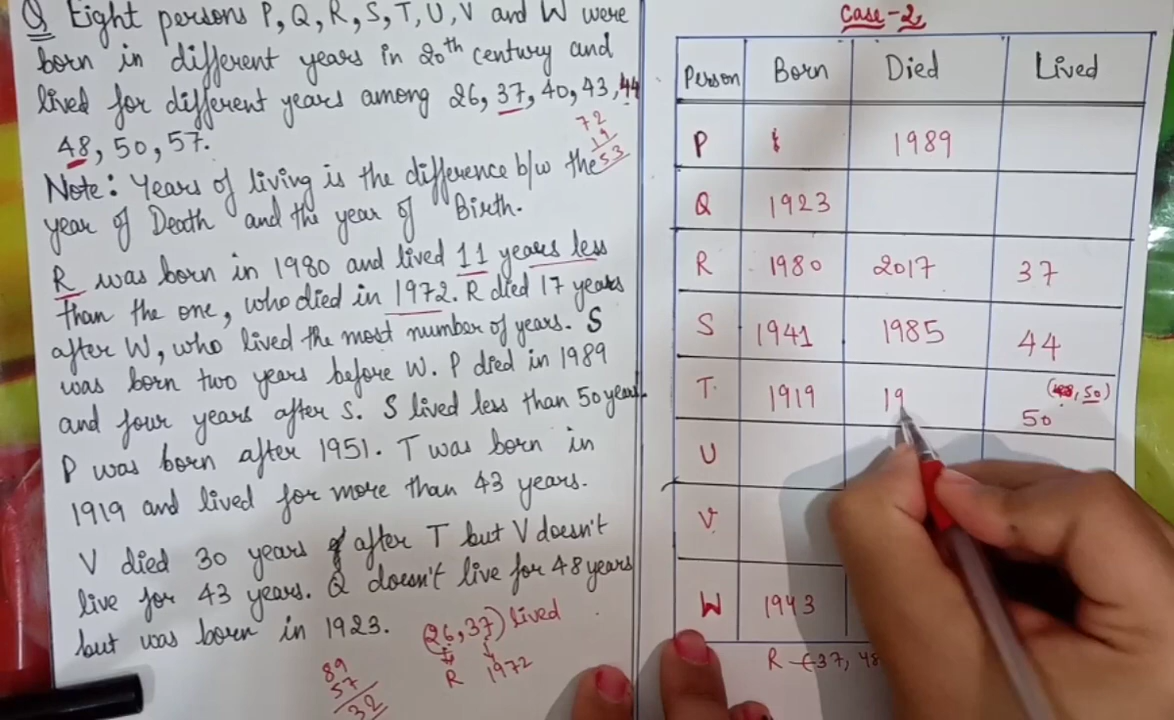 Q Eight persons P, Q, R, S, T, U, V and W were
born in different years in 20th century and
lived for different years among 26, 37, 40, 43, 44
48, 50, 57.
72
19
53
Note: Years of living is the difference b/w the
year of Death and the year of Birth.
R was born in 1980 and lived 11 years less
than the one, who died in 1972. R died 17 years
after W, who lived the most number of years. S
was born two years before W. P died in 1989
and four years after S. S lived less than 50 years
P was born after 1951. T was born in
1919 and lived for more than 43 years.
V died 30 years after T but V doesn't
live for 43 years. Q doesn't live for 48 years
but was born in 1923.
(26, 37) lived
R 1972
89
57
32
Case-2
Person Born Died Lived
P 1989
Q 1923
R 1980 2017 37
S 1941 1985 44
T 1919 19 (48, 50)
50
U
V
W 1943
R (37, 48